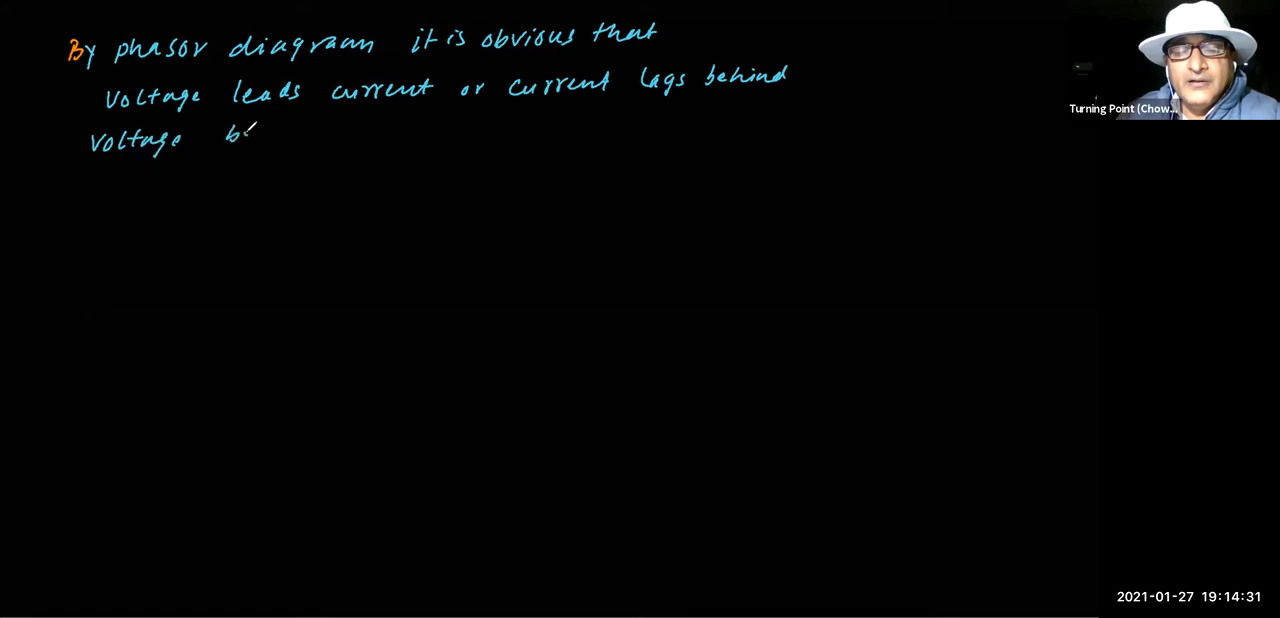 By phasor diagram it is obvious that
Voltage leads current or current lags behind
voltage b
Turning Point (Chow...
2021-01-27 19:14:31